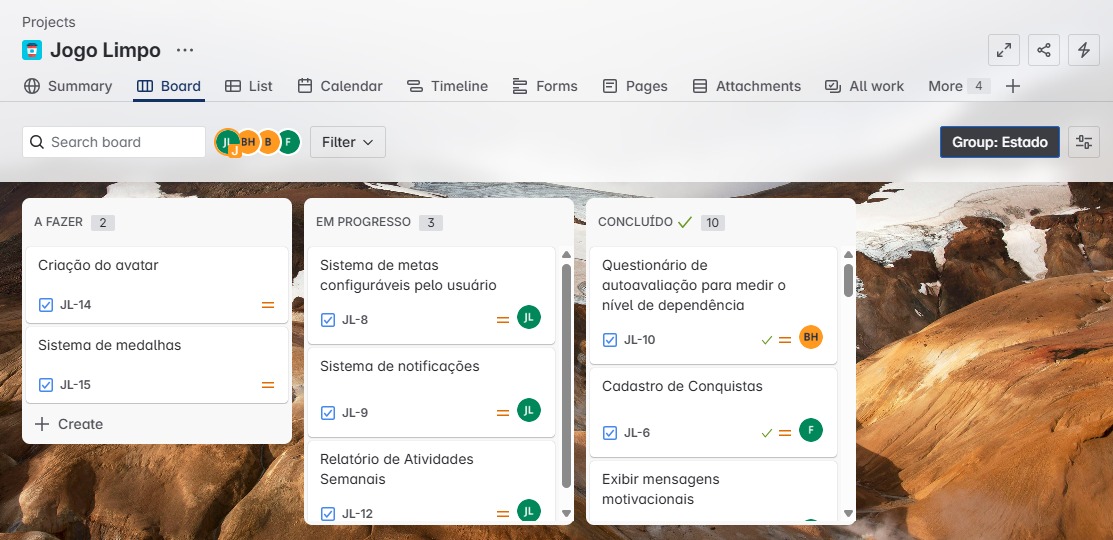 Projects
Jogo Limpo
Summary
Board
List
Calendar
Timeline
Forms
Pages
Attachments
All work
More 4
Search board
JL
J
BH
B
F
Filter
Group: Estado
A FAZER 2
Criação do avatar
JL-14
Sistema de medalhas
JL-15
Create
EM PROGRESSO 3
Sistema de metas
configuráveis pelo usuário
JL-8
JL
Sistema de notificações
JL-9
JL
Relatório de Atividades
Semanais
JL-12
JL
CONCLUÍDO 10
Questionário de
autoavaliação para medir o
nível de dependência
JL-10
BH
Cadastro de Conquistas
JL-6
F
Exibir mensagens
motivacionais